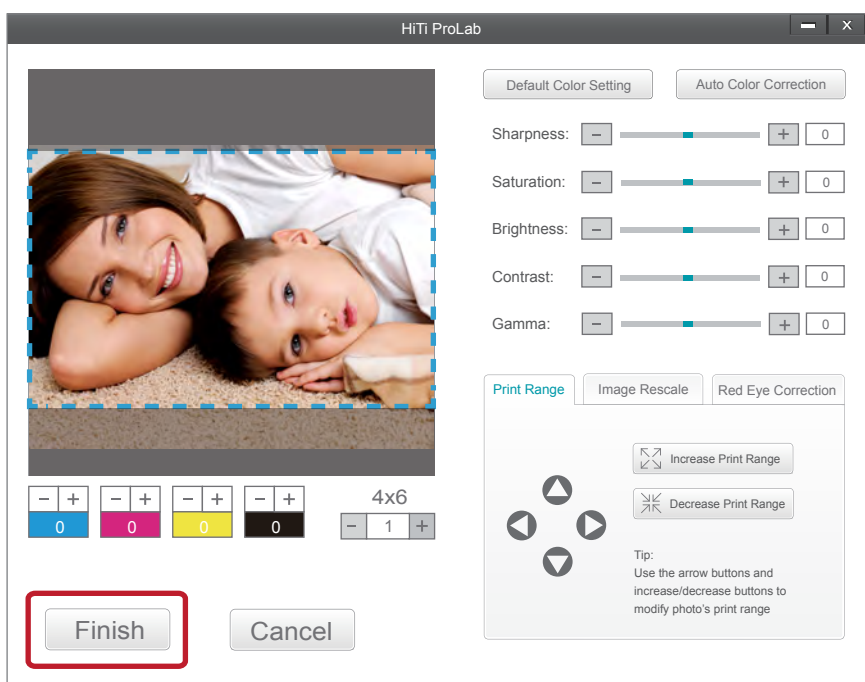 HiTi ProLab
X
Default Color Setting
Auto Color Correction
Sharpness: − + 0
Saturation: − + 0
Brightness: − + 0
Contrast: − + 0
Gamma: − + 0
Print Range Image Rescale Red Eye Correction
Increase Print Range
Decrease Print Range
Tip:
Use the arrow buttons and
increase/decrease buttons to
modify photo's print range
− + − + − + − + 4x6
0 0 0 0 − 1 +
Finish Cancel